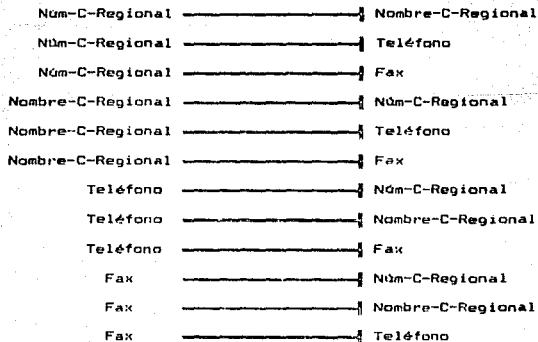 Núm-C-Regional Nombre-C-Regional
Núm-C-Regional Teléfono
Núm-C-Regional Fax
Nombre-C-Regional Núm-C-Regional
Nombre-C-Regional Teléfono
Nombre-C-Regional Fax
Teléfono Núm-C-Regional
Teléfono Nombre-C-Regional
Teléfono Fax
Fax Núm-C-Regional
Fax Nombre-C-Regional
Fax Teléfono